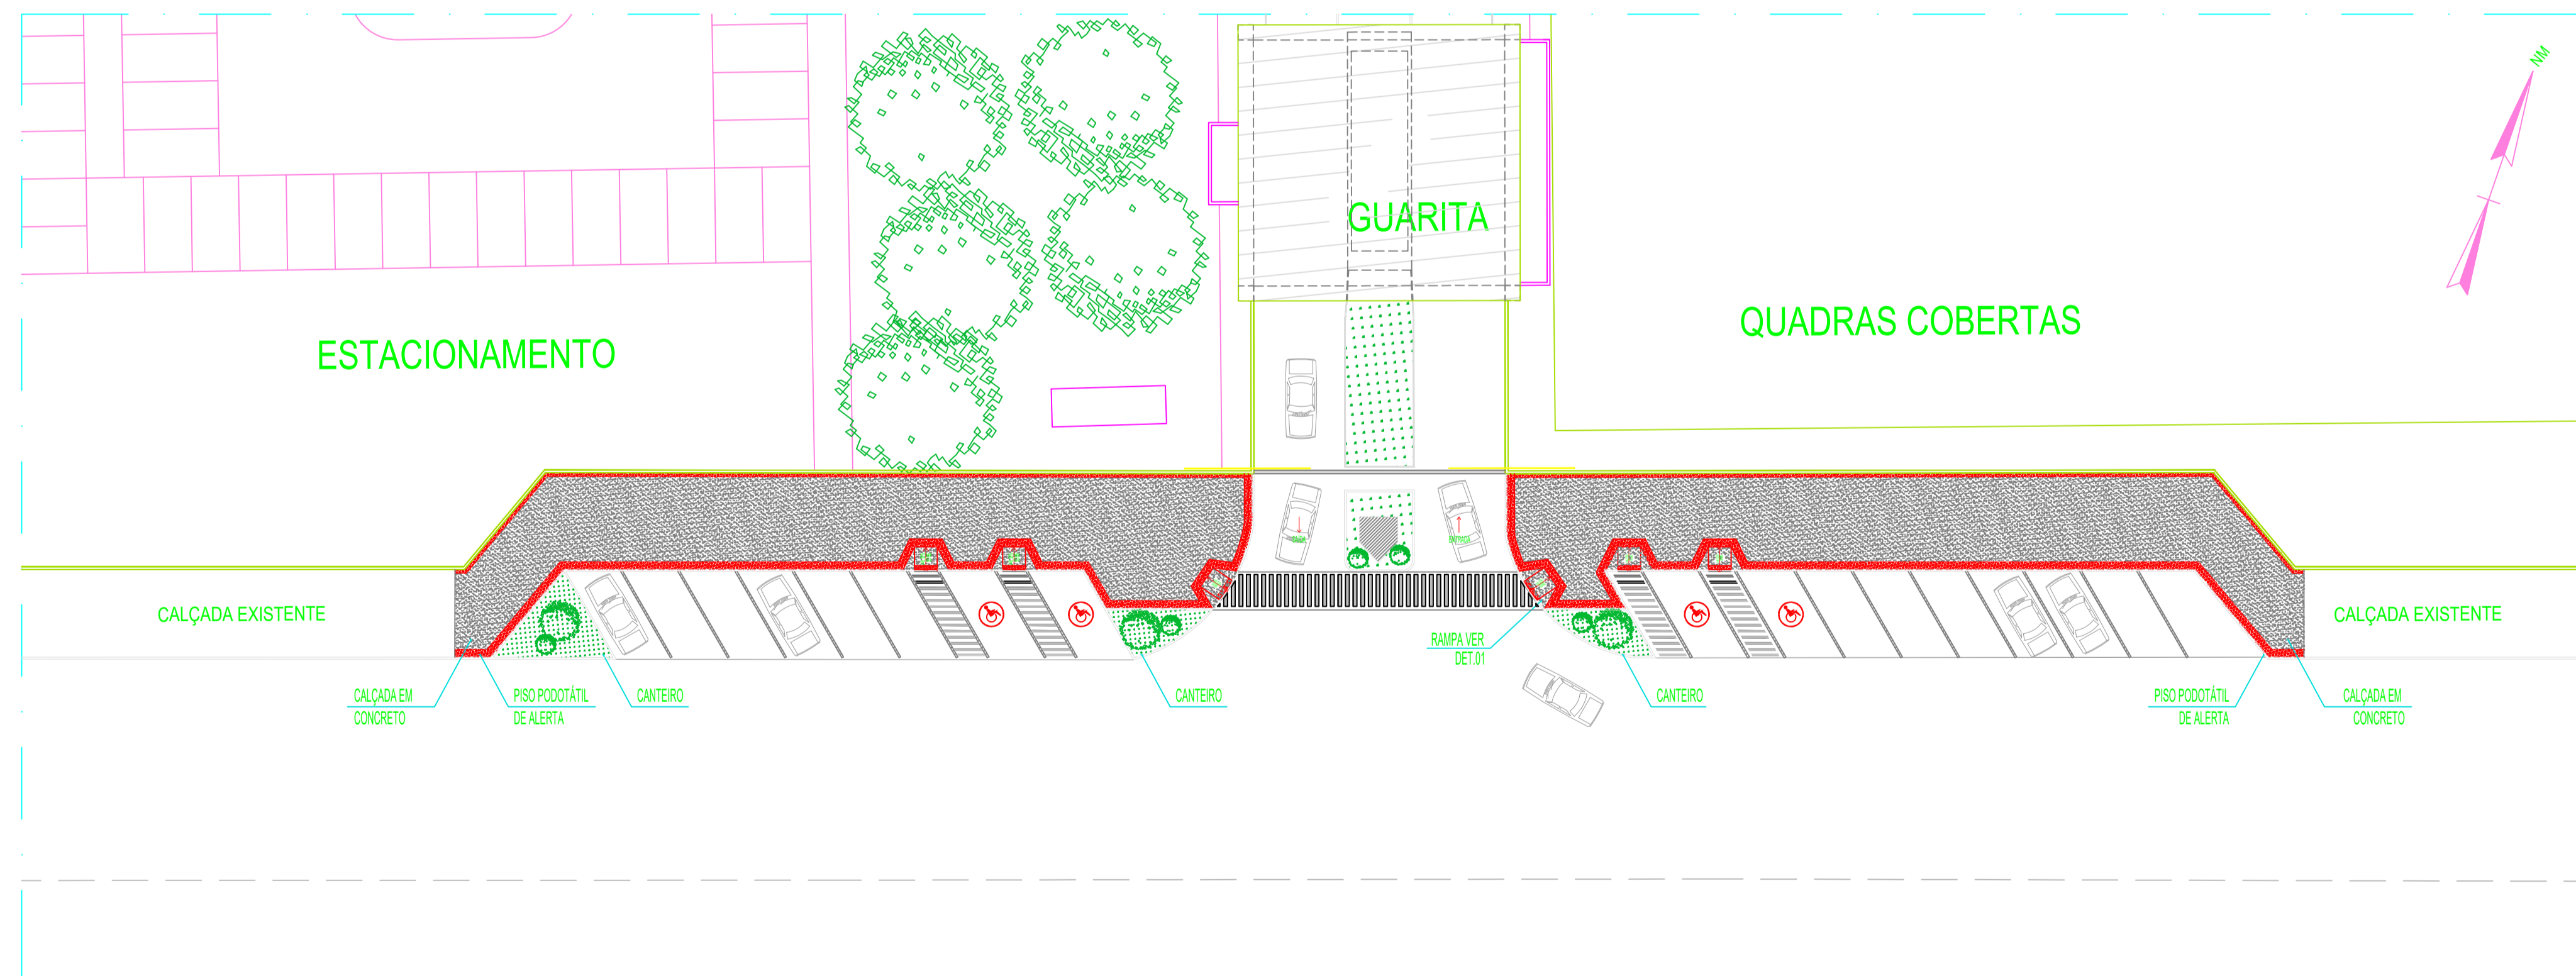 NM
GUARITA
QUADRAS COBERTAS
ESTACIONAMENTO
ENTRADA
CALÇADA EXISTENTE
CALÇADA EXISTENTE
RAMPA VER
DET.01
CALÇADA EM
CONCRETO
PISO PODOTÁTIL
DE ALERTA
CANTEIRO
CANTEIRO
CANTEIRO
PISO PODOTÁTIL
DE ALERTA
CALÇADA EM
CONCRETO